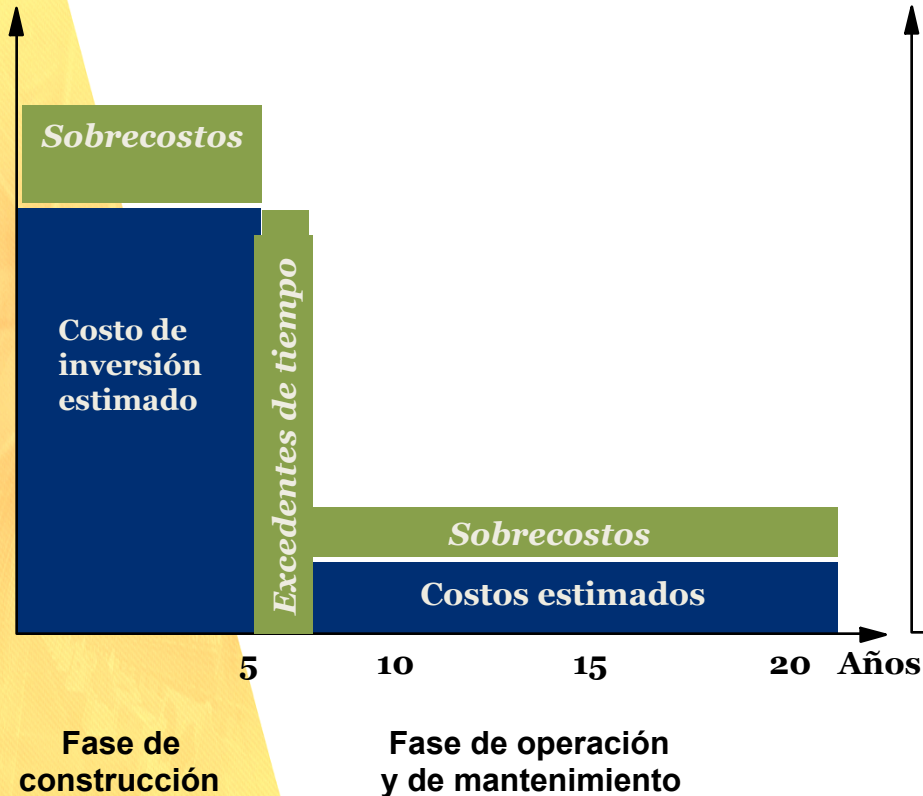 Sobrecostos
Costo de
inversión
estimado
Excedentes de tiempo
Sobrecostos
Costos estimados
5 10 15 20 Años
Fase de
construcción
Fase de operación
y de mantenimiento